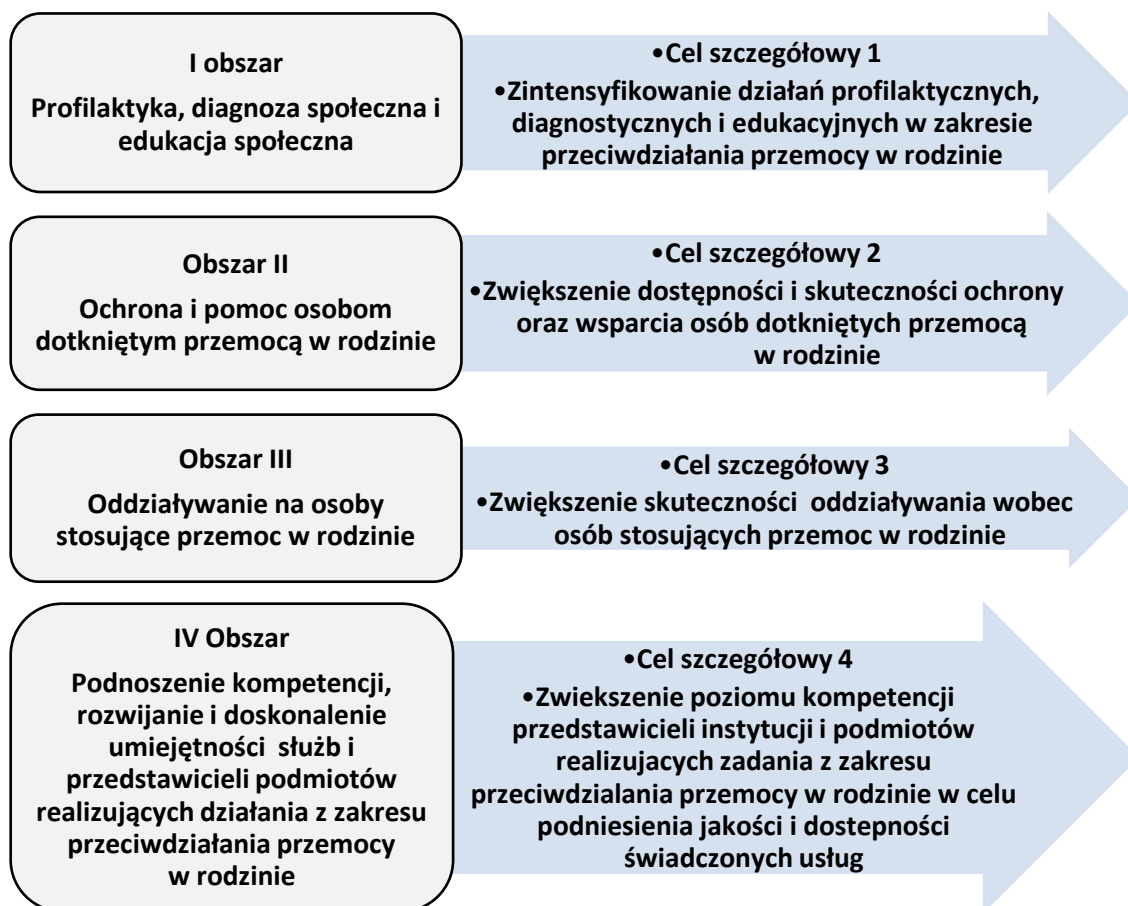 I obszar
Profilaktyka, diagnoza społeczna i
edukacja społeczna
•Cel szczegółowy 1
•Zintensyfikowanie działań profilaktycznych,
diagnostycznych i edukacyjnych w zakresie
przeciwdziałania przemocy w rodzinie
Obszar II
Ochrona i pomoc osobom
dotkniętym przemocą w rodzinie
•Cel szczegółowy 2
•Zwiększenie dostępności i skuteczności ochrony
oraz wsparcia osób dotkniętych przemocą
w rodzinie
Obszar III
Oddziaływanie na osoby
stosujące przemoc w rodzinie
•Cel szczegółowy 3
•Zwiększenie skuteczności  oddziaływania wobec
osób stosujących przemoc w rodzinie
IV Obszar
Podnoszenie kompetencji,
rozwijanie i doskonalenie
umiejętności  służb i
przedstawicieli podmiotów
realizujących działania z zakresu
przeciwdziałania przemocy
w rodzinie
•Cel szczegółowy 4
•Zwiekszenie poziomu kompetencji
przedstawicieli instytucji i podmiotów
realizujacych zadania z zakresu
przeciwdzialania przemocy w rodzinie w celu
podniesienia jakości i dostepności
świadczonych usług